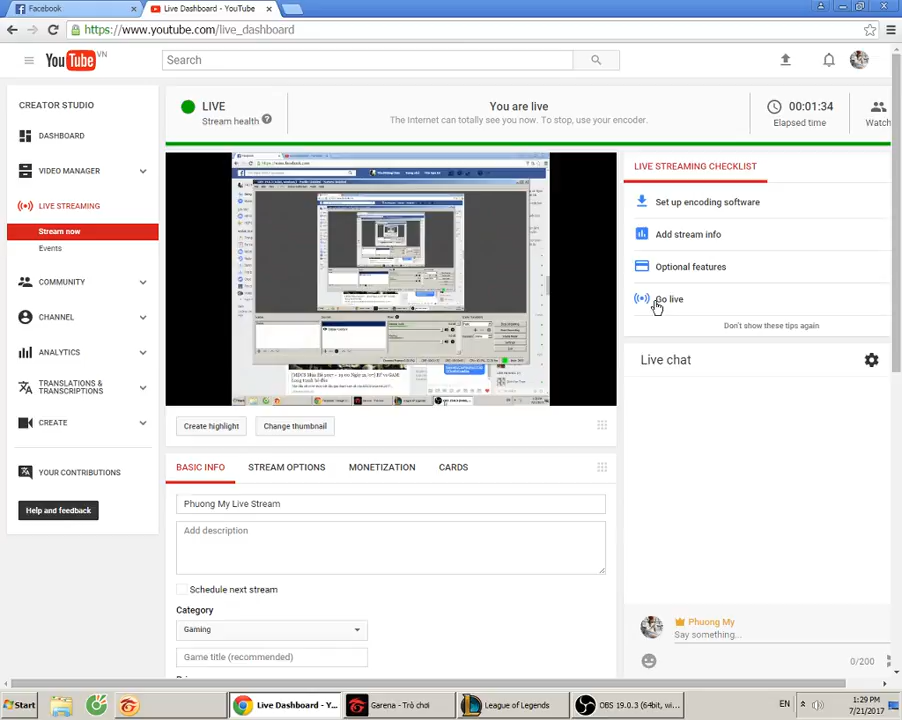 Facebook
Live Dashboard - YouTube
https://www.youtube.com/live_dashboard
YouTube VN
Search
CREATOR STUDIO
DASHBOARD
VIDEO MANAGER
LIVE STREAMING
Stream now
Events
COMMUNITY
CHANNEL
ANALYTICS
TRANSLATIONS &
TRANSCRIPTIONS
CREATE
YOUR CONTRIBUTIONS
Help and feedback
LIVE
Stream health
You are live
The Internet can totally see you now. To stop, use your encoder.
00:01:34
Elapsed time
Watch
Create highlight
Change thumbnail
BASIC INFO
STREAM OPTIONS
MONETIZATION
CARDS
Phuong My Live Stream
Add description
Schedule next stream
Category
Gaming
Game title (recommended)
LIVE STREAMING CHECKLIST
Set up encoding software
Add stream info
Optional features
Go live
Don't show these tips again
Live chat
Phuong My
Say something...
0/200
Start
Live Dashboard - Y...
Garena - Trò chơi
League of Legends
OBS 19.0.3 (64bit, wi...
EN
1:29 PM
7/21/2017